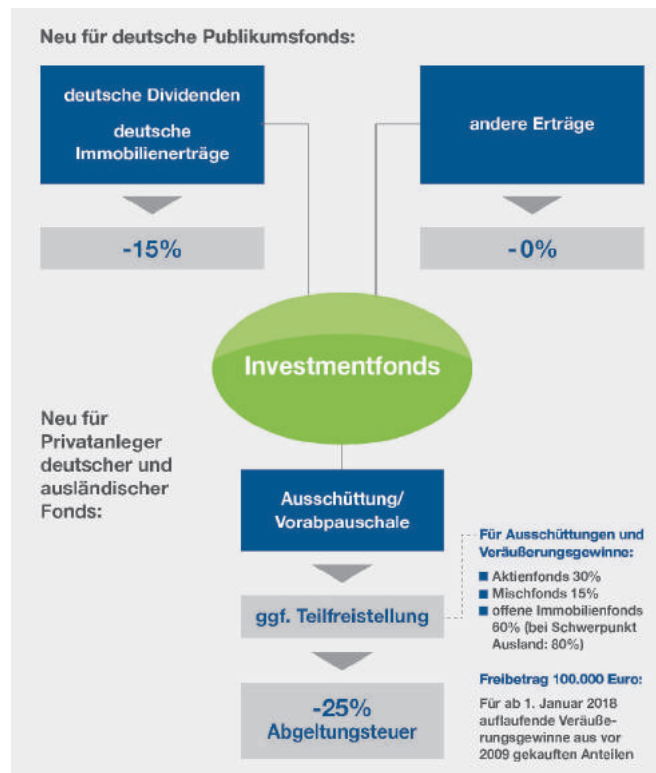 Neu für deutsche Publikumsfonds:
deutsche Dividenden
deutsche
Immobilienerträge
andere Erträge
-15%
-0%
Investmentfonds
Neu für
Privatanleger
deutscher und
ausländischer
Fonds:
Ausschüttung/
Vorabpauschale
Für Ausschüttungen und
Veräußerungsgewinne:
■ Aktienfonds 30%
■ Mischfonds 15%
■ offene Immobilienfonds
60% (bei Schwerpunkt
Ausland: 80%)
ggf. Teilfreistellung
-25%
Abgeltungsteuer
Freibetrag 100.000 Euro:
Für ab 1. Januar 2018
auflaufende Veräuße-
rungsgewinne aus vor
2009 gekauften Anteilen